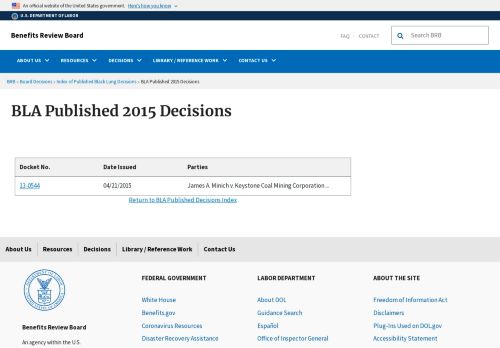 An official website of the United States government.
Here's how you know
U.S. DEPARTMENT OF LABOR
Benefits Review Board
FAQ
CONTACT
Search BRB
ABOUT US
RESOURCES
DECISIONS
LIBRARY / REFERENCE WORK
CONTACT US
BRB › Board Decisions › Index of Published Black Lung Decisions › BLA Published 2015 Decisions
BLA Published 2015 Decisions
Docket No.
Date Issued
Parties
13-0544
04/21/2015
James A. Minich v. Keystone Coal Mining Corporation ...
Return to BLA Published Decisions Index
About Us
Resources
Decisions
Library / Reference Work
Contact Us
FEDERAL GOVERNMENT
LABOR DEPARTMENT
ABOUT THE SITE
White House
About DOL
Freedom of Information Act
Benefits.gov
Guidance Search
Disclaimers
Coronavirus Resources
Español
Plug-Ins Used on DOL.gov
Benefits Review Board
Disaster Recovery Assistance
Office of Inspector General
Accessibility Statement
An agency within the U.S.